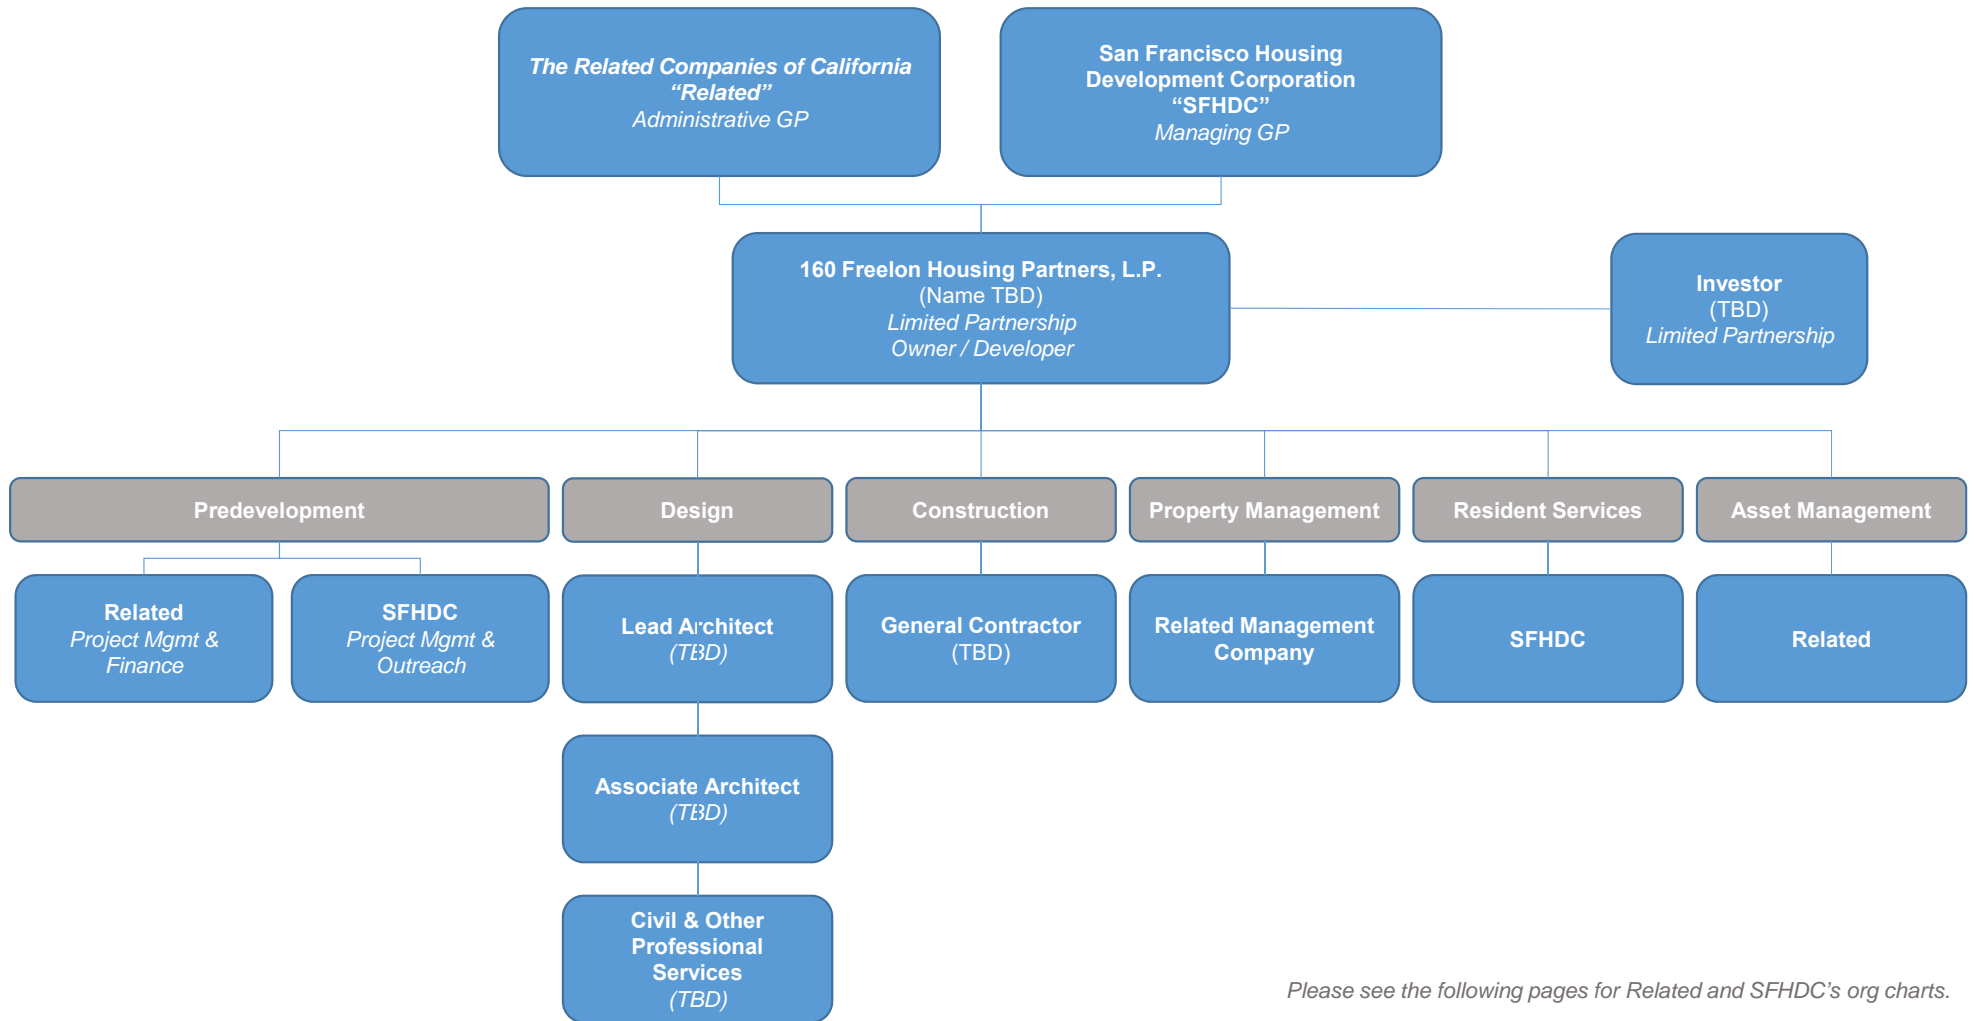 The Related Companies of California
“Related”
Administrative GP
San Francisco Housing
Development Corporation
“SFHDC”
Managing GP
160 Freelon Housing Partners, L.P.
(Name TBD)
Limited Partnership
Owner / Developer
Investor
(TBD)
Limited Partnership
Predevelopment
Design
Construction
Property Management
Resident Services
Asset Management
Related
Project Mgmt &
Finance
SFHDC
Project Mgmt &
Outreach
Lead Architect
(TBD)
General Contractor
(TBD)
Related Management
Company
SFHDC
Related
Associate Architect
(TBD)
Civil & Other
Professional
Services
(TBD)
Please see the following pages for Related and SFHDC’s org charts.